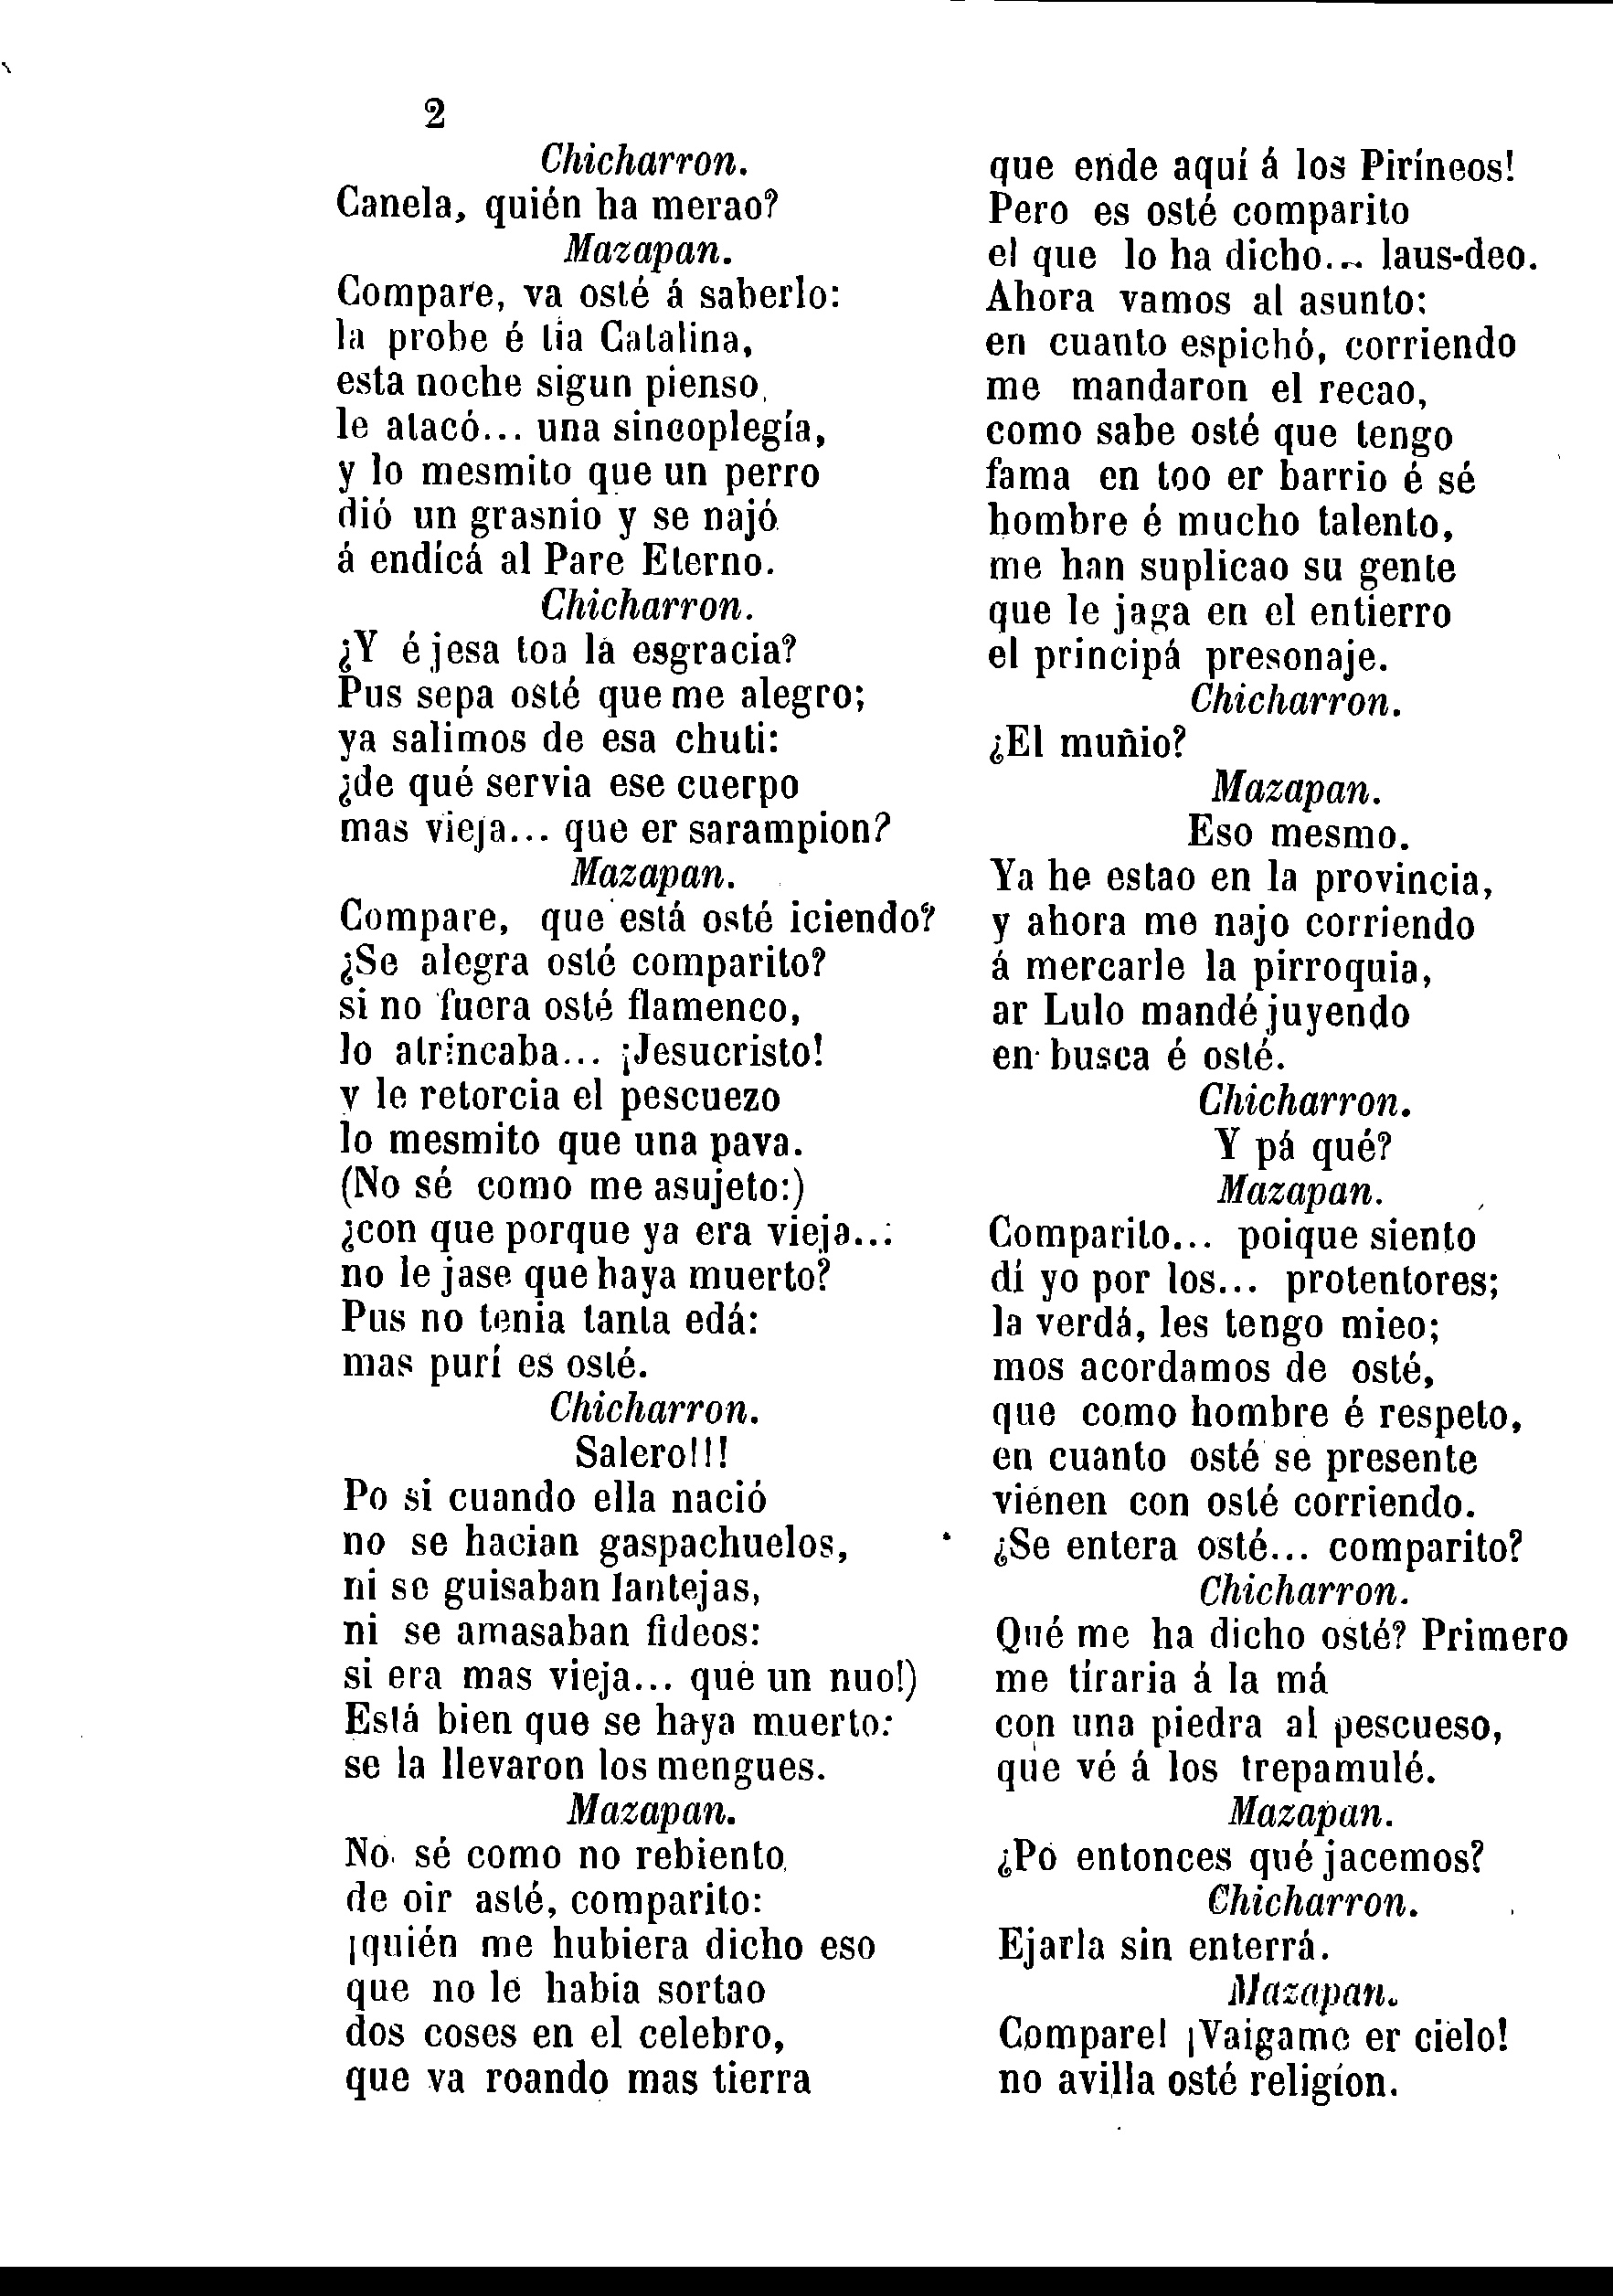 2
Chicharron.
Canela, quién ha merao?
Mazapan.
Compare, va osté á saberlo:
la probe é tia Catalina,
esta noche sigun pienso,
le atacó... una sincoplegía,
y lo mesmito que un perro
dió un grasnio y se najó
á endícá al Pare Eterno.
Chicharron.
¿Y é jesa toa la esgracia?
Pus sepa osté que me alegro;
ya salimos de esa chuti:
¿de qué servia ese cuerpo
mas vieja... que er sarampion?
Mazapan.
Compare, que está osté iciendo?
¿Se alegra osté comparito?
si no fuera osté flamenco,
lo atrincaba... ¡Jesucristo!
y le retorcia el pescuezo
lo mesmito que una pava.
(No sé como me asujeto:)
¿con que porque ya era vieja...
no le jase que haya muerto?
Pus no tenia tanta edá:
mas purí es osté.
Chicharron.
Salero!!!
Po si cuando ella nació
no se hacian gaspachuelos,
ni se guisaban lantejas,
ni se amasaban fideos:
si era mas vieja... que un nuo!)
Está bien que se haya muerto:
se la llevaron los mengues.
Mazapan.
No sé como no rebiento
de oir asté, comparito:
¡quién me hubiera dicho eso
que no le habia sortao
dos coses en el celebro,
que va roando mas tierra
que ende aquí á los Piríneos!
Pero es osté comparito
el que lo ha dicho... laus-deo.
Ahora vamos al asunto:
en cuanto espichó, corriendo
me mandaron el recao,
como sabe osté que tengo
fama en too er barrio é sé
hombre é mucho talento,
me han suplicao su gente
que le jaga en el entierro
el principá presonaje.
Chicharron.
¿El muñio?
Mazapan.
Eso mesmo.
Ya he estao en la provincia,
y ahora me najo corriendo
á mercarle la pirroquia,
ar Lulo mandé juyendo
en busca é osté.
Chicharron.
Y pá qué?
Mazapan.
Comparito... poique siento
dí yo por los... protentores;
la verdá, les tengo mieo;
mos acordamos de osté,
que como hombre é respeto,
en cuanto osté se presente
viénen con osté corriendo.
¿Se entera osté... comparito?
Chicharron.
Qué me ha dicho osté? Primero
me tíraria á la má
con una piedra al pescueso,
que vé á los trepamulé.
Mazapan.
¿Po entonces qué jacemos?
Chicharron.
Ejarla sin enterrá.
Mazapan.
Compare! ¡Vaigame er cielo!
no avilla osté religíon.